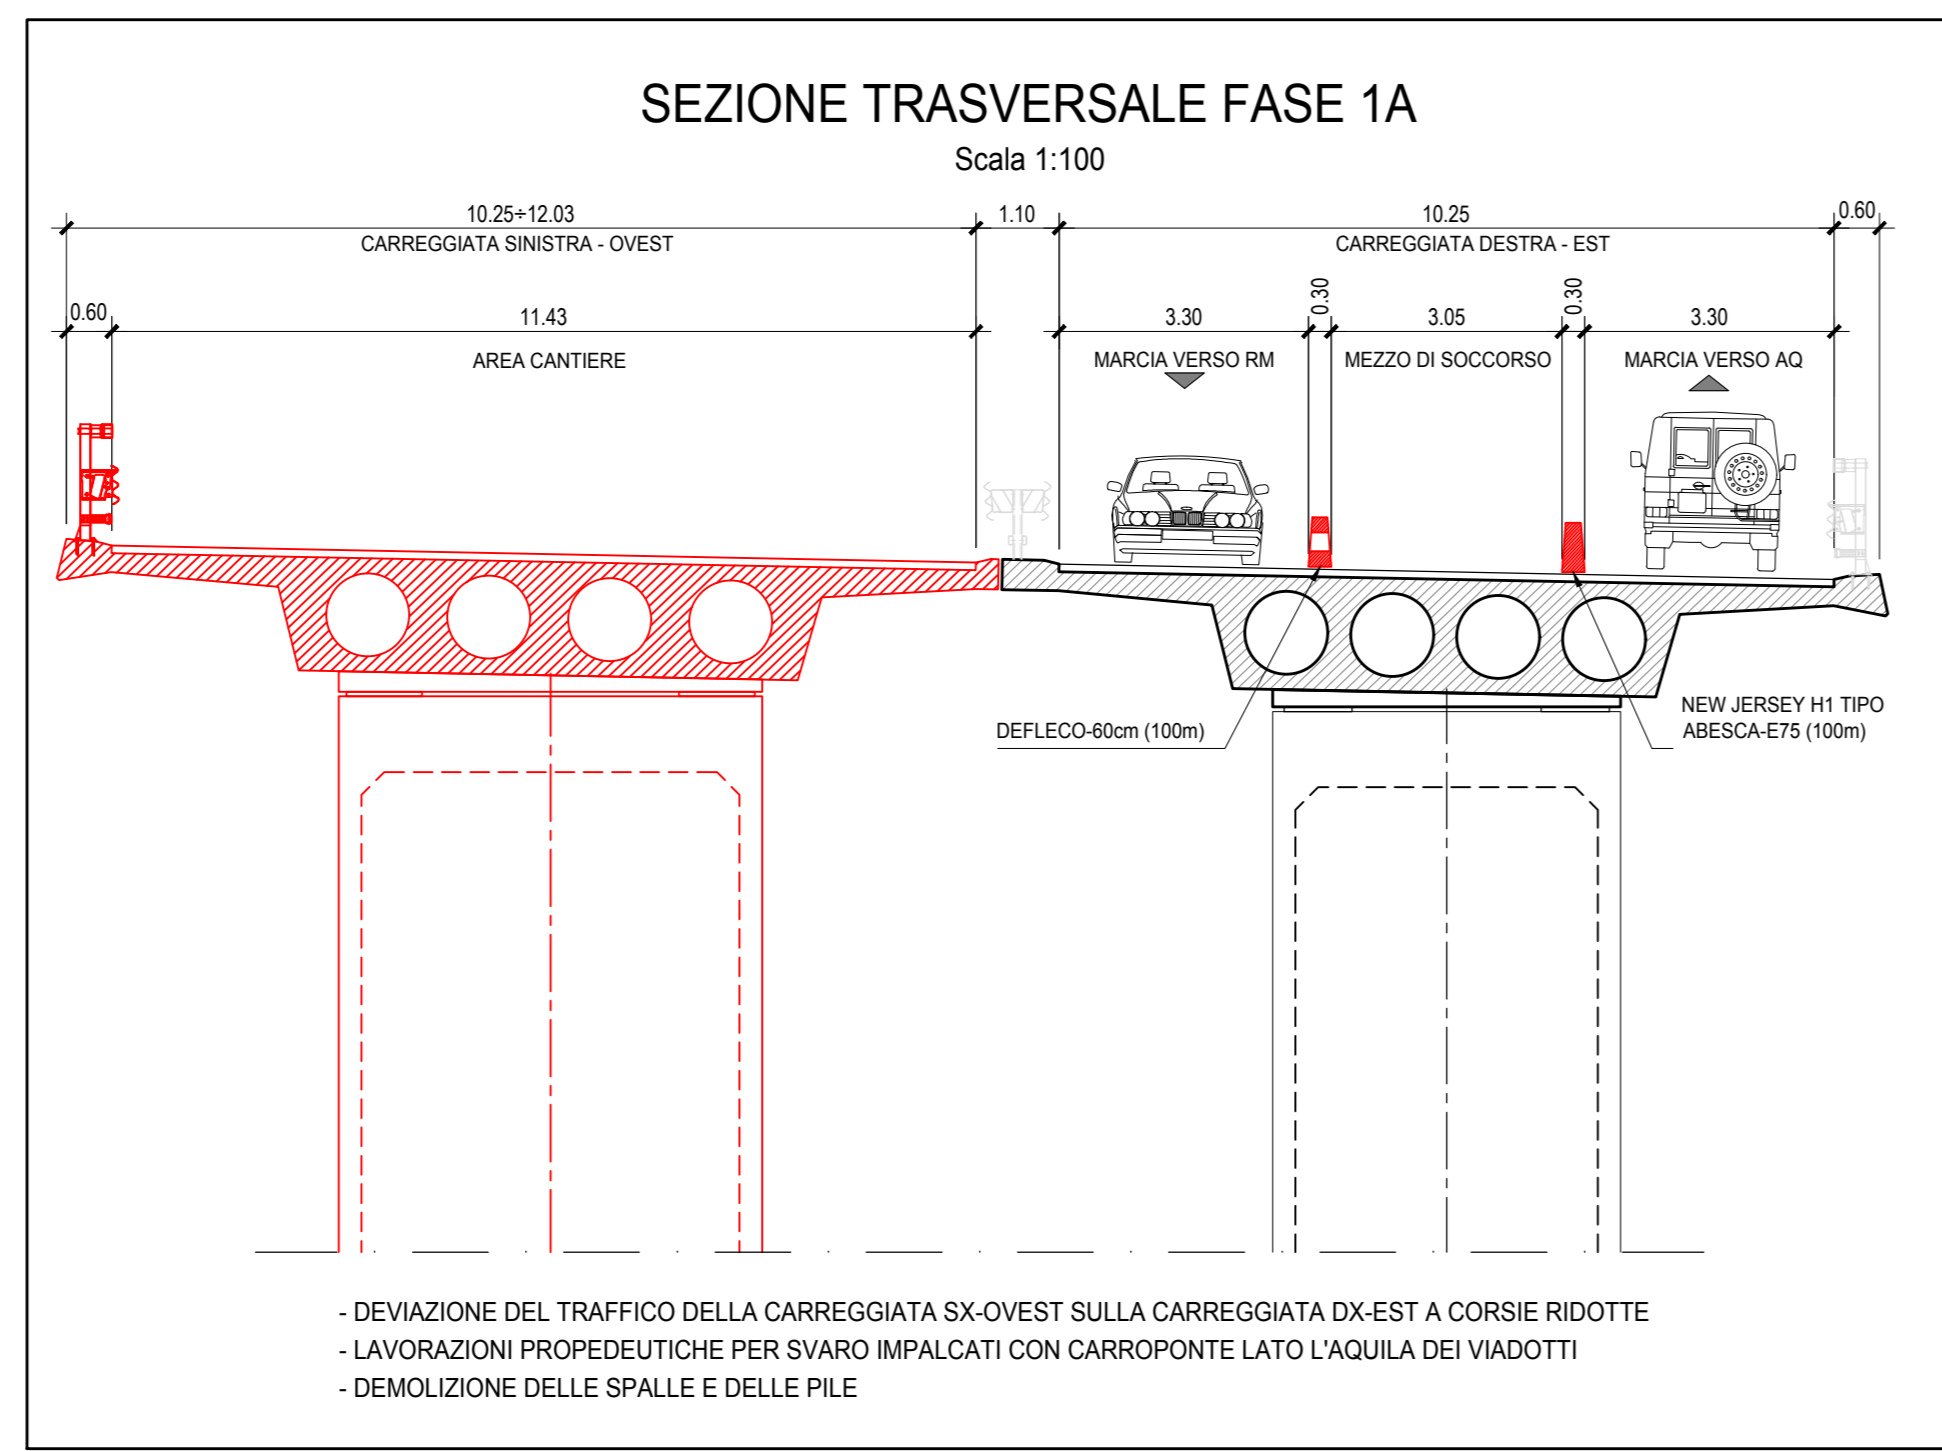 SEZIONE TRASVERSALE FASE 1A
Scala 1:100
10.25÷12.03
1.10
10.25
0.60
CARREGGIATA SINISTRA - OVEST
CARREGGIATA DESTRA - EST
0.60
11.43
3.30
0.30
3.05
0.30
3.30
AREA CANTIERE
MARCIA VERSO RM
MEZZO DI SOCCORSO
MARCIA VERSO AQ
DEFLECO-60cm (100m)
NEW JERSEY H1 TIPO
ABESCA-E75 (100m)
- DEVIAZIONE DEL TRAFFICO DELLA CARREGGIATA SX-OVEST SULLA CARREGGIATA DX-EST A CORSIE RIDOTTE
- LAVORAZIONI PROPEDEUTICHE PER SVARO IMPALCATI CON CARROPONTE LATO L'AQUILA DEI VIADOTTI
- DEMOLIZIONE DELLE SPALLE E DELLE PILE